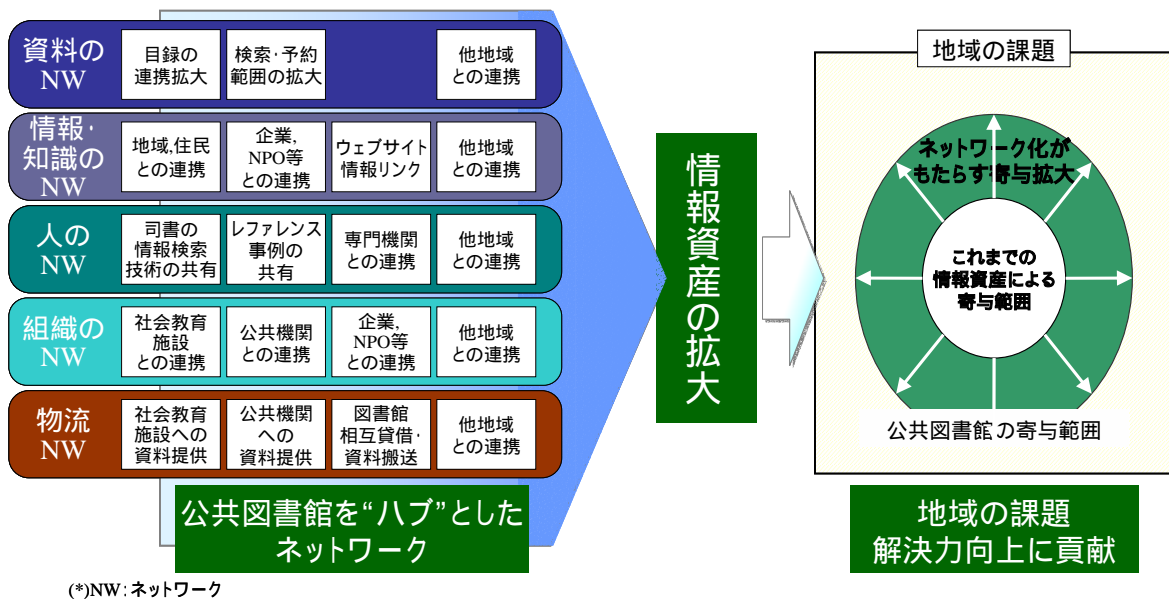 資料の
NW
目録の
連携拡大
検索・予約
範囲の拡大
他地域
との連携
情報・
知識の
NW
地域,住民
との連携
企業,
NPO等
との連携
ウェブサイト
情報リンク
他地域
との連携
人の
NW
司書の
情報検索
技術の共有
レファレンス
事例の
共有
専門機関
との連携
他地域
との連携
組織の
NW
社会教育
施設
との連携
公共機関
との連携
企業,
NPO等
との連携
他地域
との連携
物流
NW
社会教育
施設への
資料提供
公共機関
への
資料提供
図書館
相互貸借・
資料搬送
他地域
との連携
公共図書館を“ハブ”とした
ネットワーク
(*)NW:ネットワーク
情報資産の拡大
地域の課題
ネットワーク化が
もたらす寄与拡大
これまでの
情報資産による
寄与範囲
公共図書館の寄与範囲
地域の課題
解決力向上に貢献